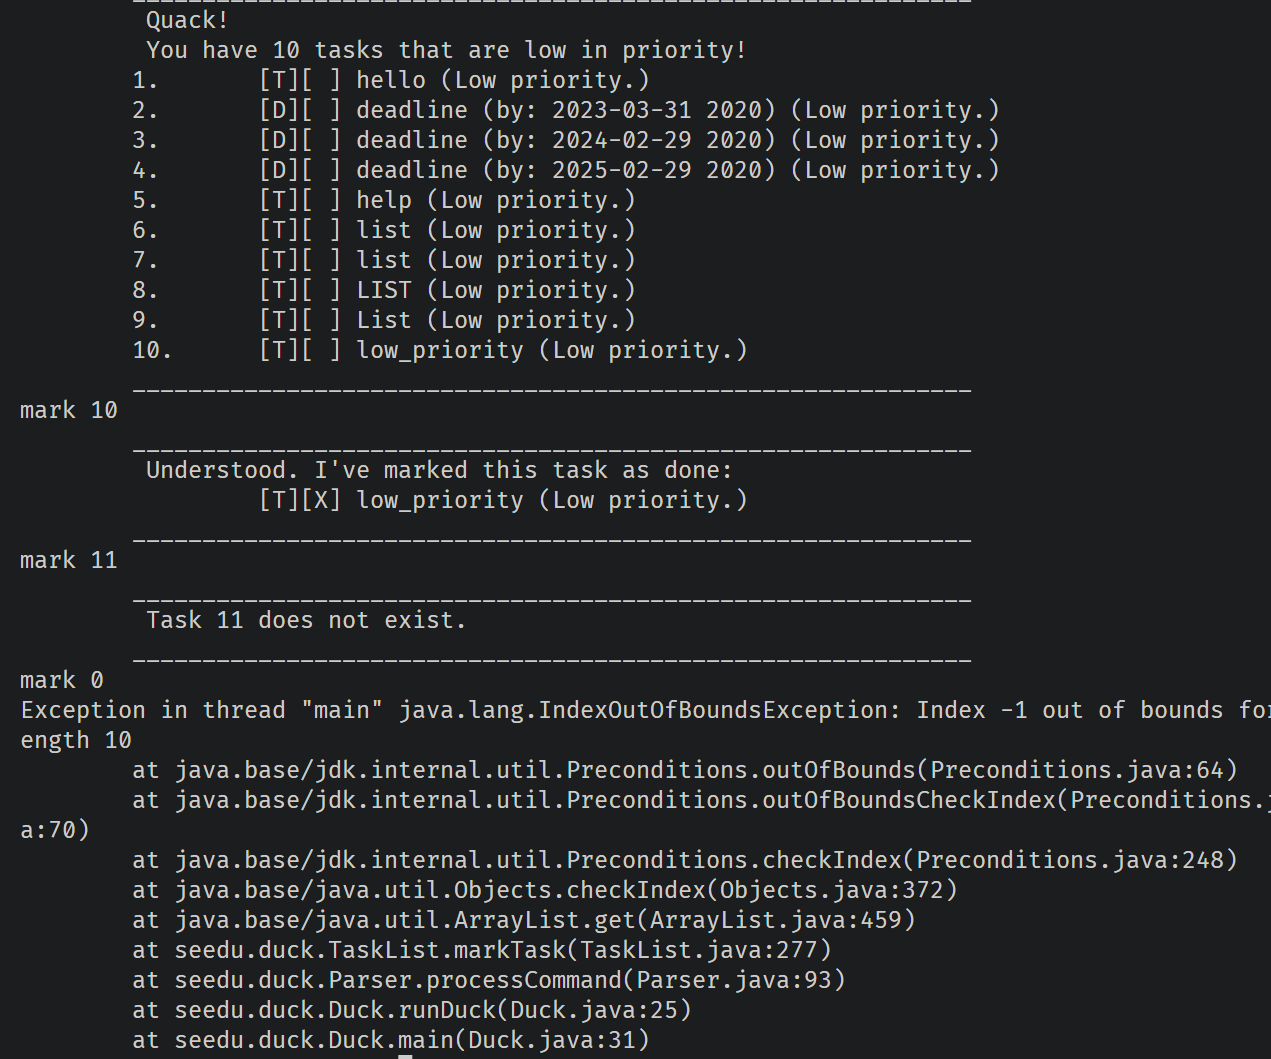 ____________________________________________________________
Quack!
You have 10 tasks that are low in priority!
1. [T][ ] hello (Low priority.)
2. [D][ ] deadline (by: 2023-03-31 2020) (Low priority.)
3. [D][ ] deadline (by: 2024-02-29 2020) (Low priority.)
4. [D][ ] deadline (by: 2025-02-29 2020) (Low priority.)
5. [T][ ] help (Low priority.)
6. [T][ ] list (Low priority.)
7. [T][ ] list (Low priority.)
8. [T][ ] LIST (Low priority.)
9. [T][ ] List (Low priority.)
10. [T][ ] low_priority (Low priority.)
____________________________________________________________
mark 10
____________________________________________________________
Understood. I've marked this task as done:
[T][X] low_priority (Low priority.)
____________________________________________________________
mark 11
____________________________________________________________
Task 11 does not exist.
____________________________________________________________
mark 0
Exception in thread "main" java.lang.IndexOutOfBoundsException: Index -1 out of bounds for
ength 10
at java.base/jdk.internal.util.Preconditions.outOfBounds(Preconditions.java:64)
at java.base/jdk.internal.util.Preconditions.outOfBoundsCheckIndex(Preconditions.j
a:70)
at java.base/jdk.internal.util.Preconditions.checkIndex(Preconditions.java:248)
at java.base/java.util.Objects.checkIndex(Objects.java:372)
at java.base/java.util.ArrayList.get(ArrayList.java:459)
at seedu.duck.TaskList.markTask(TaskList.java:277)
at seedu.duck.Parser.processCommand(Parser.java:93)
at seedu.duck.Duck.runDuck(Duck.java:25)
at seedu.duck.Duck.main(Duck.java:31)